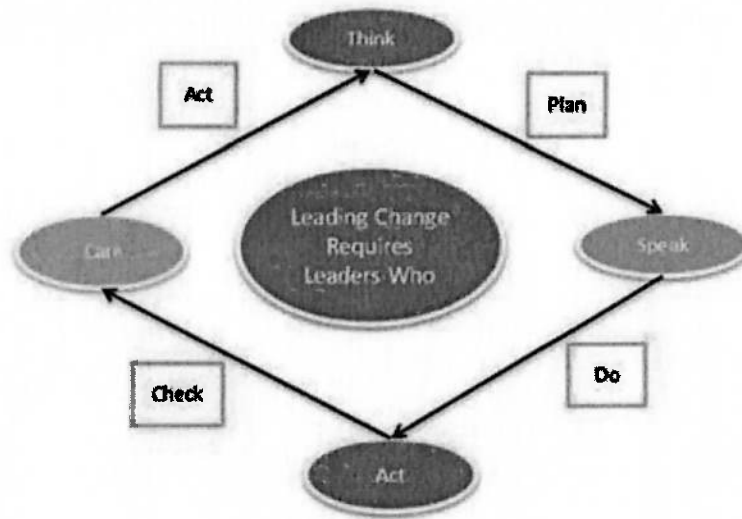 Think
Act
Plan
Leading Change
Requires
Leaders Who
Care
Speak
Check
Do
Act